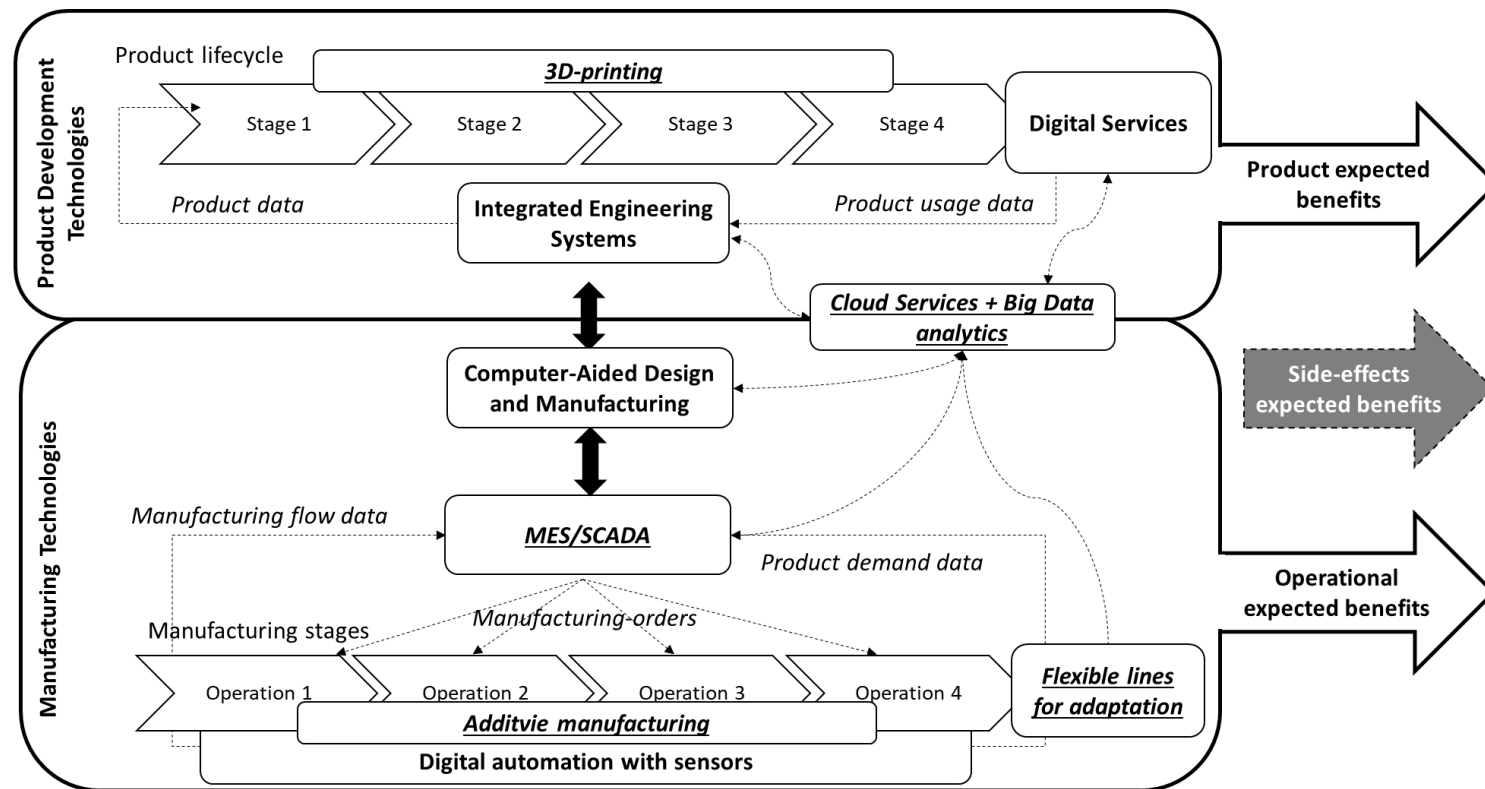 Product Development
Technologies
Product lifecycle
3D-printing
Stage 1
Stage 2
Stage 3
Stage 4
Digital Services
Product data
Integrated Engineering
Systems
Product usage data
Product expected
benefits
Cloud Services + Big Data
analytics
Side-effects
expected benefits
Manufacturing Technologies
Computer-Aided Design
and Manufacturing
Manufacturing flow data
MES/SCADA
Product demand data
Operational
expected benefits
Manufacturing orders
Manufacturing stages
Operation 1
Operation 2
Operation 3
Operation 4
Flexible lines
for adaptation
Additvie manufacturing
Digital automation with sensors